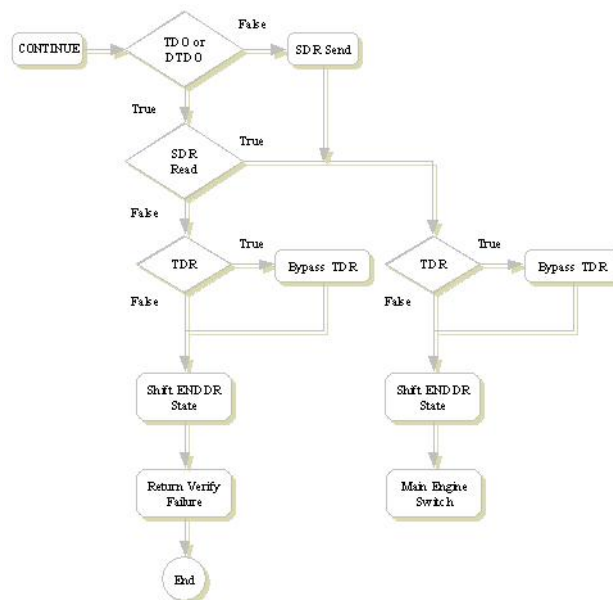 False
CONTINUE
TDO or
DTDO
SDR Send
True
True
SDR
Read
False
True
True
TDR
Bypass TDR
TDR
Bypass TDR
False
False
Shift ENDDR
State
Shift ENDDR
State
Return Verify
Failure
Main Engine
Switch
End